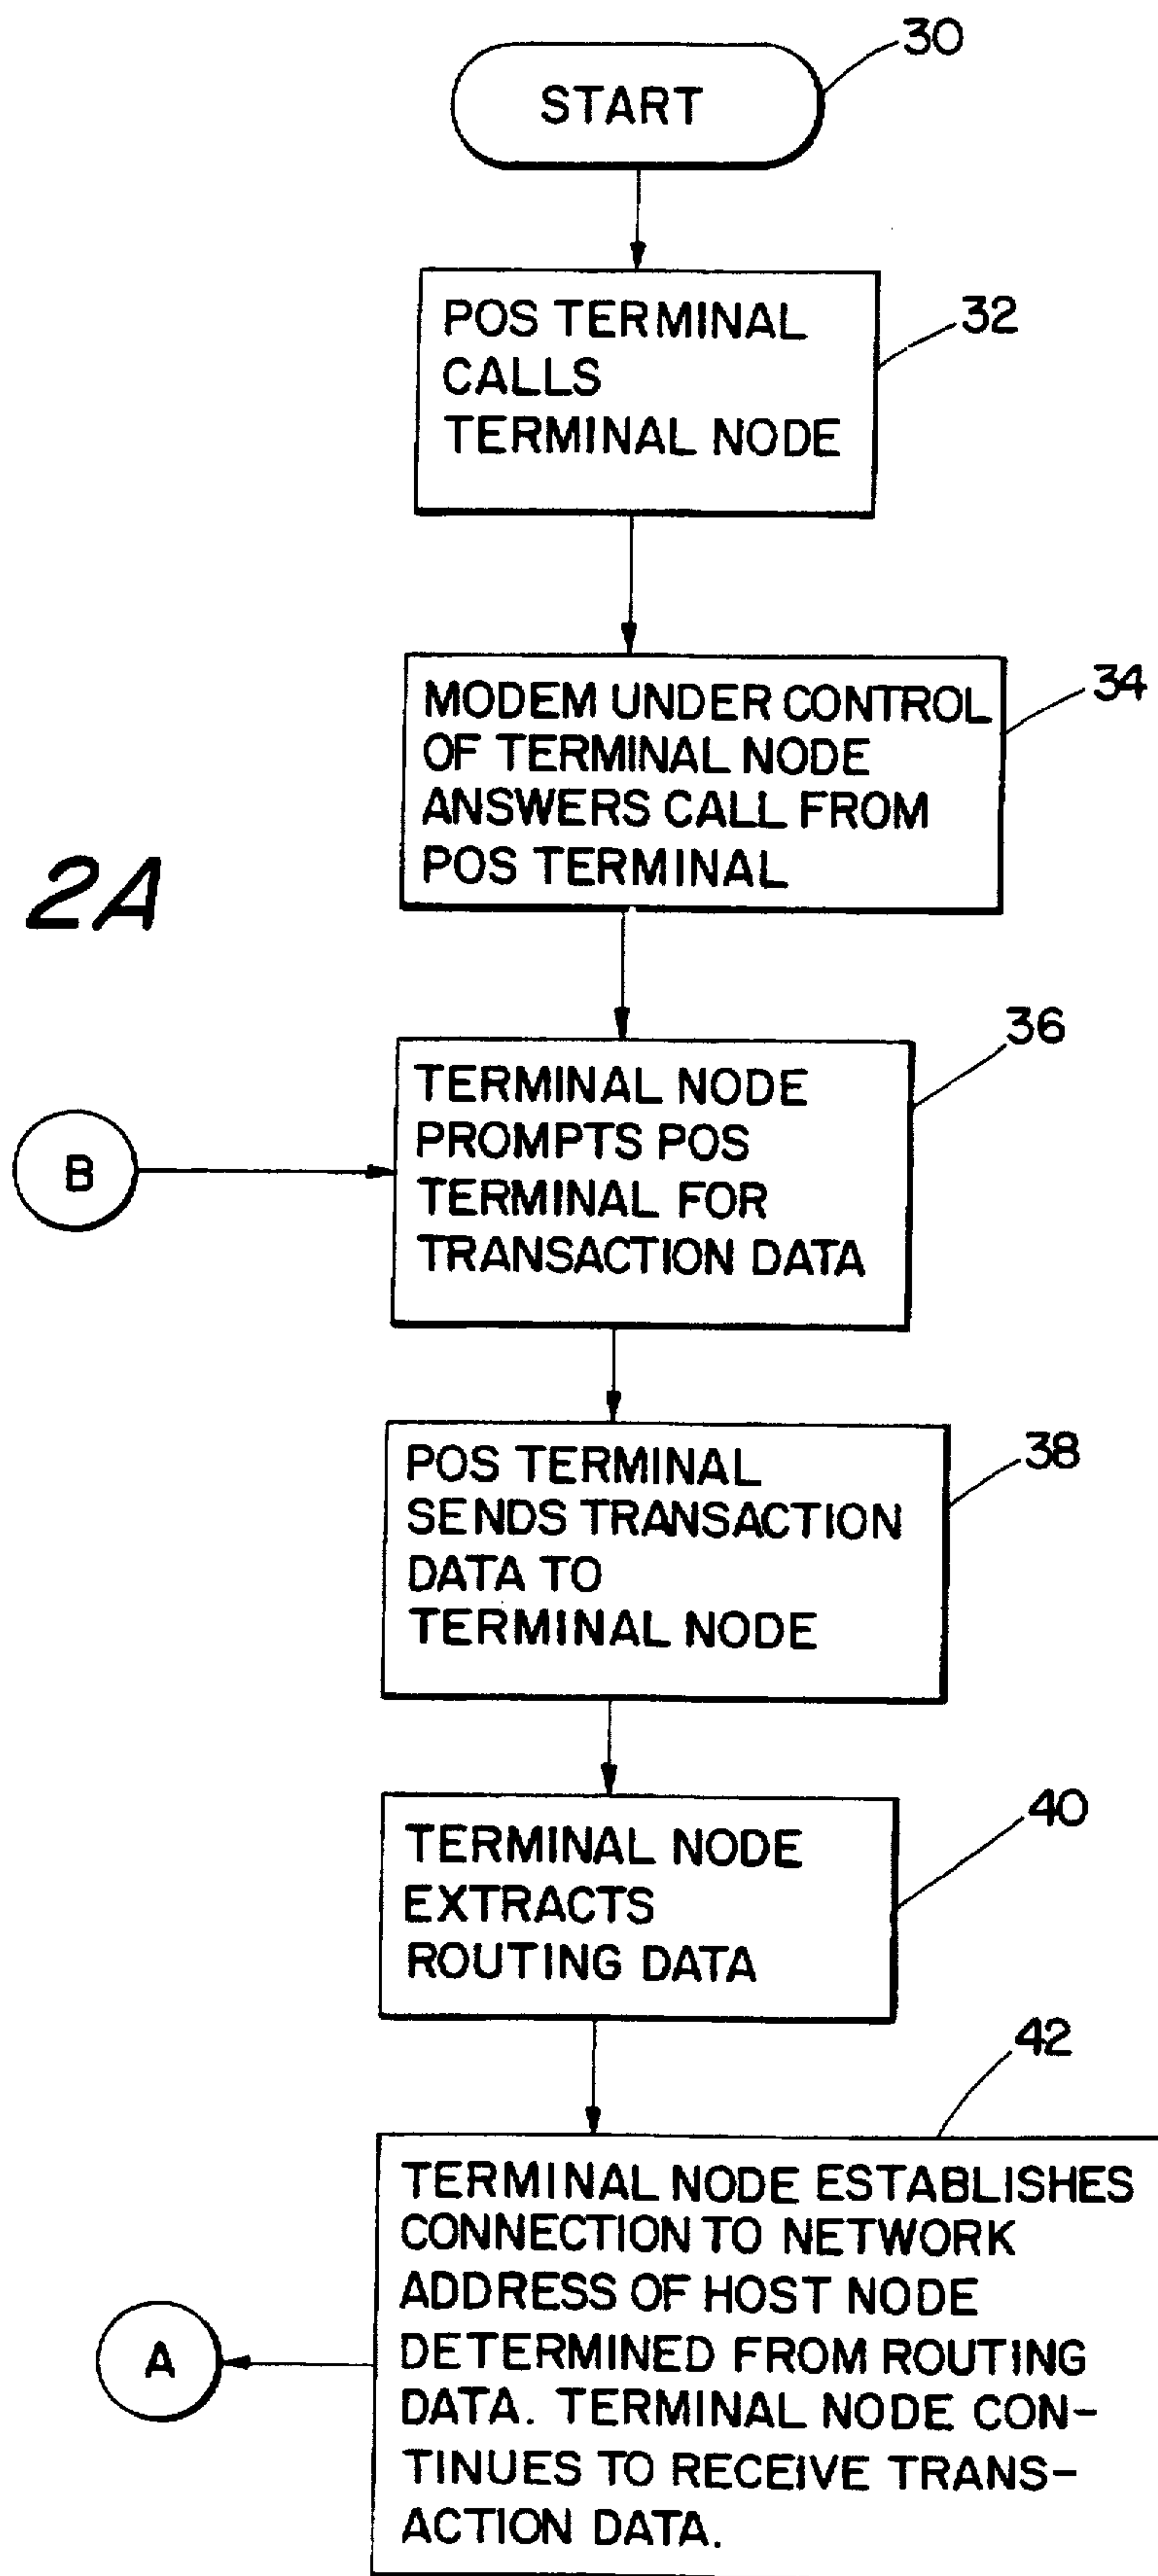 30
START
POS TERMINAL
CALLS
TERMINAL NODE
32
MODEM UNDER CONTROL
OF TERMINAL NODE
ANSWERS CALL FROM
POS TERMINAL
34
2A
TERMINAL NODE
PROMPTS POS
TERMINAL FOR
TRANSACTION DATA
36
B
POS TERMINAL
SENDS TRANSACTION
DATA TO
TERMINAL NODE
38
TERMINAL NODE
EXTRACTS
ROUTING DATA
40
42
TERMINAL NODE ESTABLISHES
CONNECTION TO NETWORK
ADDRESS OF HOST NODE
DETERMINED FROM ROUTING
DATA. TERMINAL NODE CON-
TINUES TO RECEIVE TRANS-
ACTION DATA.
A